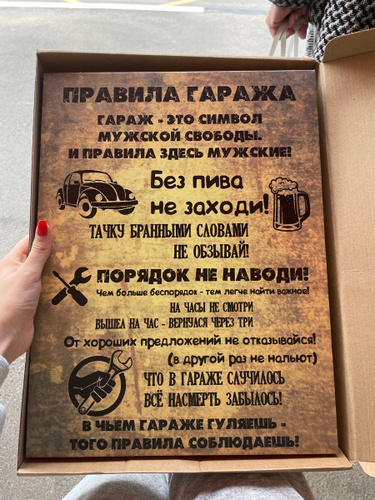 ПРАВИЛА ГАРАЖА
ГАРАЖ - ЭТО СИМВОЛ
МУЖСКОЙ СВОБОДЫ.
И ПРАВИЛА ЗДЕСЬ МУЖСКИЕ!
Без пива
не заходи!
ТАЧКУ БРАННЫМИ СЛОВАМИ
НЕ ОБЗЫВАЙ!
ПОРЯДОК НЕ НАВОДИ!
Чем больше беспорядок - тем легче найти важное!
НА ЧАСЫ НЕ СМОТРИ
ВЫШЕЛ НА ЧАС - ВЕРНУЛСЯ ЧЕРЕЗ ТРИ
От хороших предложений не отказывайся!
(в другой раз не нальют)
ЧТО В ГАРАЖЕ СЛУЧИЛОСЬ
ВСЁ НАСМЕРТЬ ЗАБЫЛОСЬ!
В ЧЬЕМ ГАРАЖЕ ГУЛЯЕШЬ -
ТОГО ПРАВИЛА СОБЛЮДАЕШЬ!